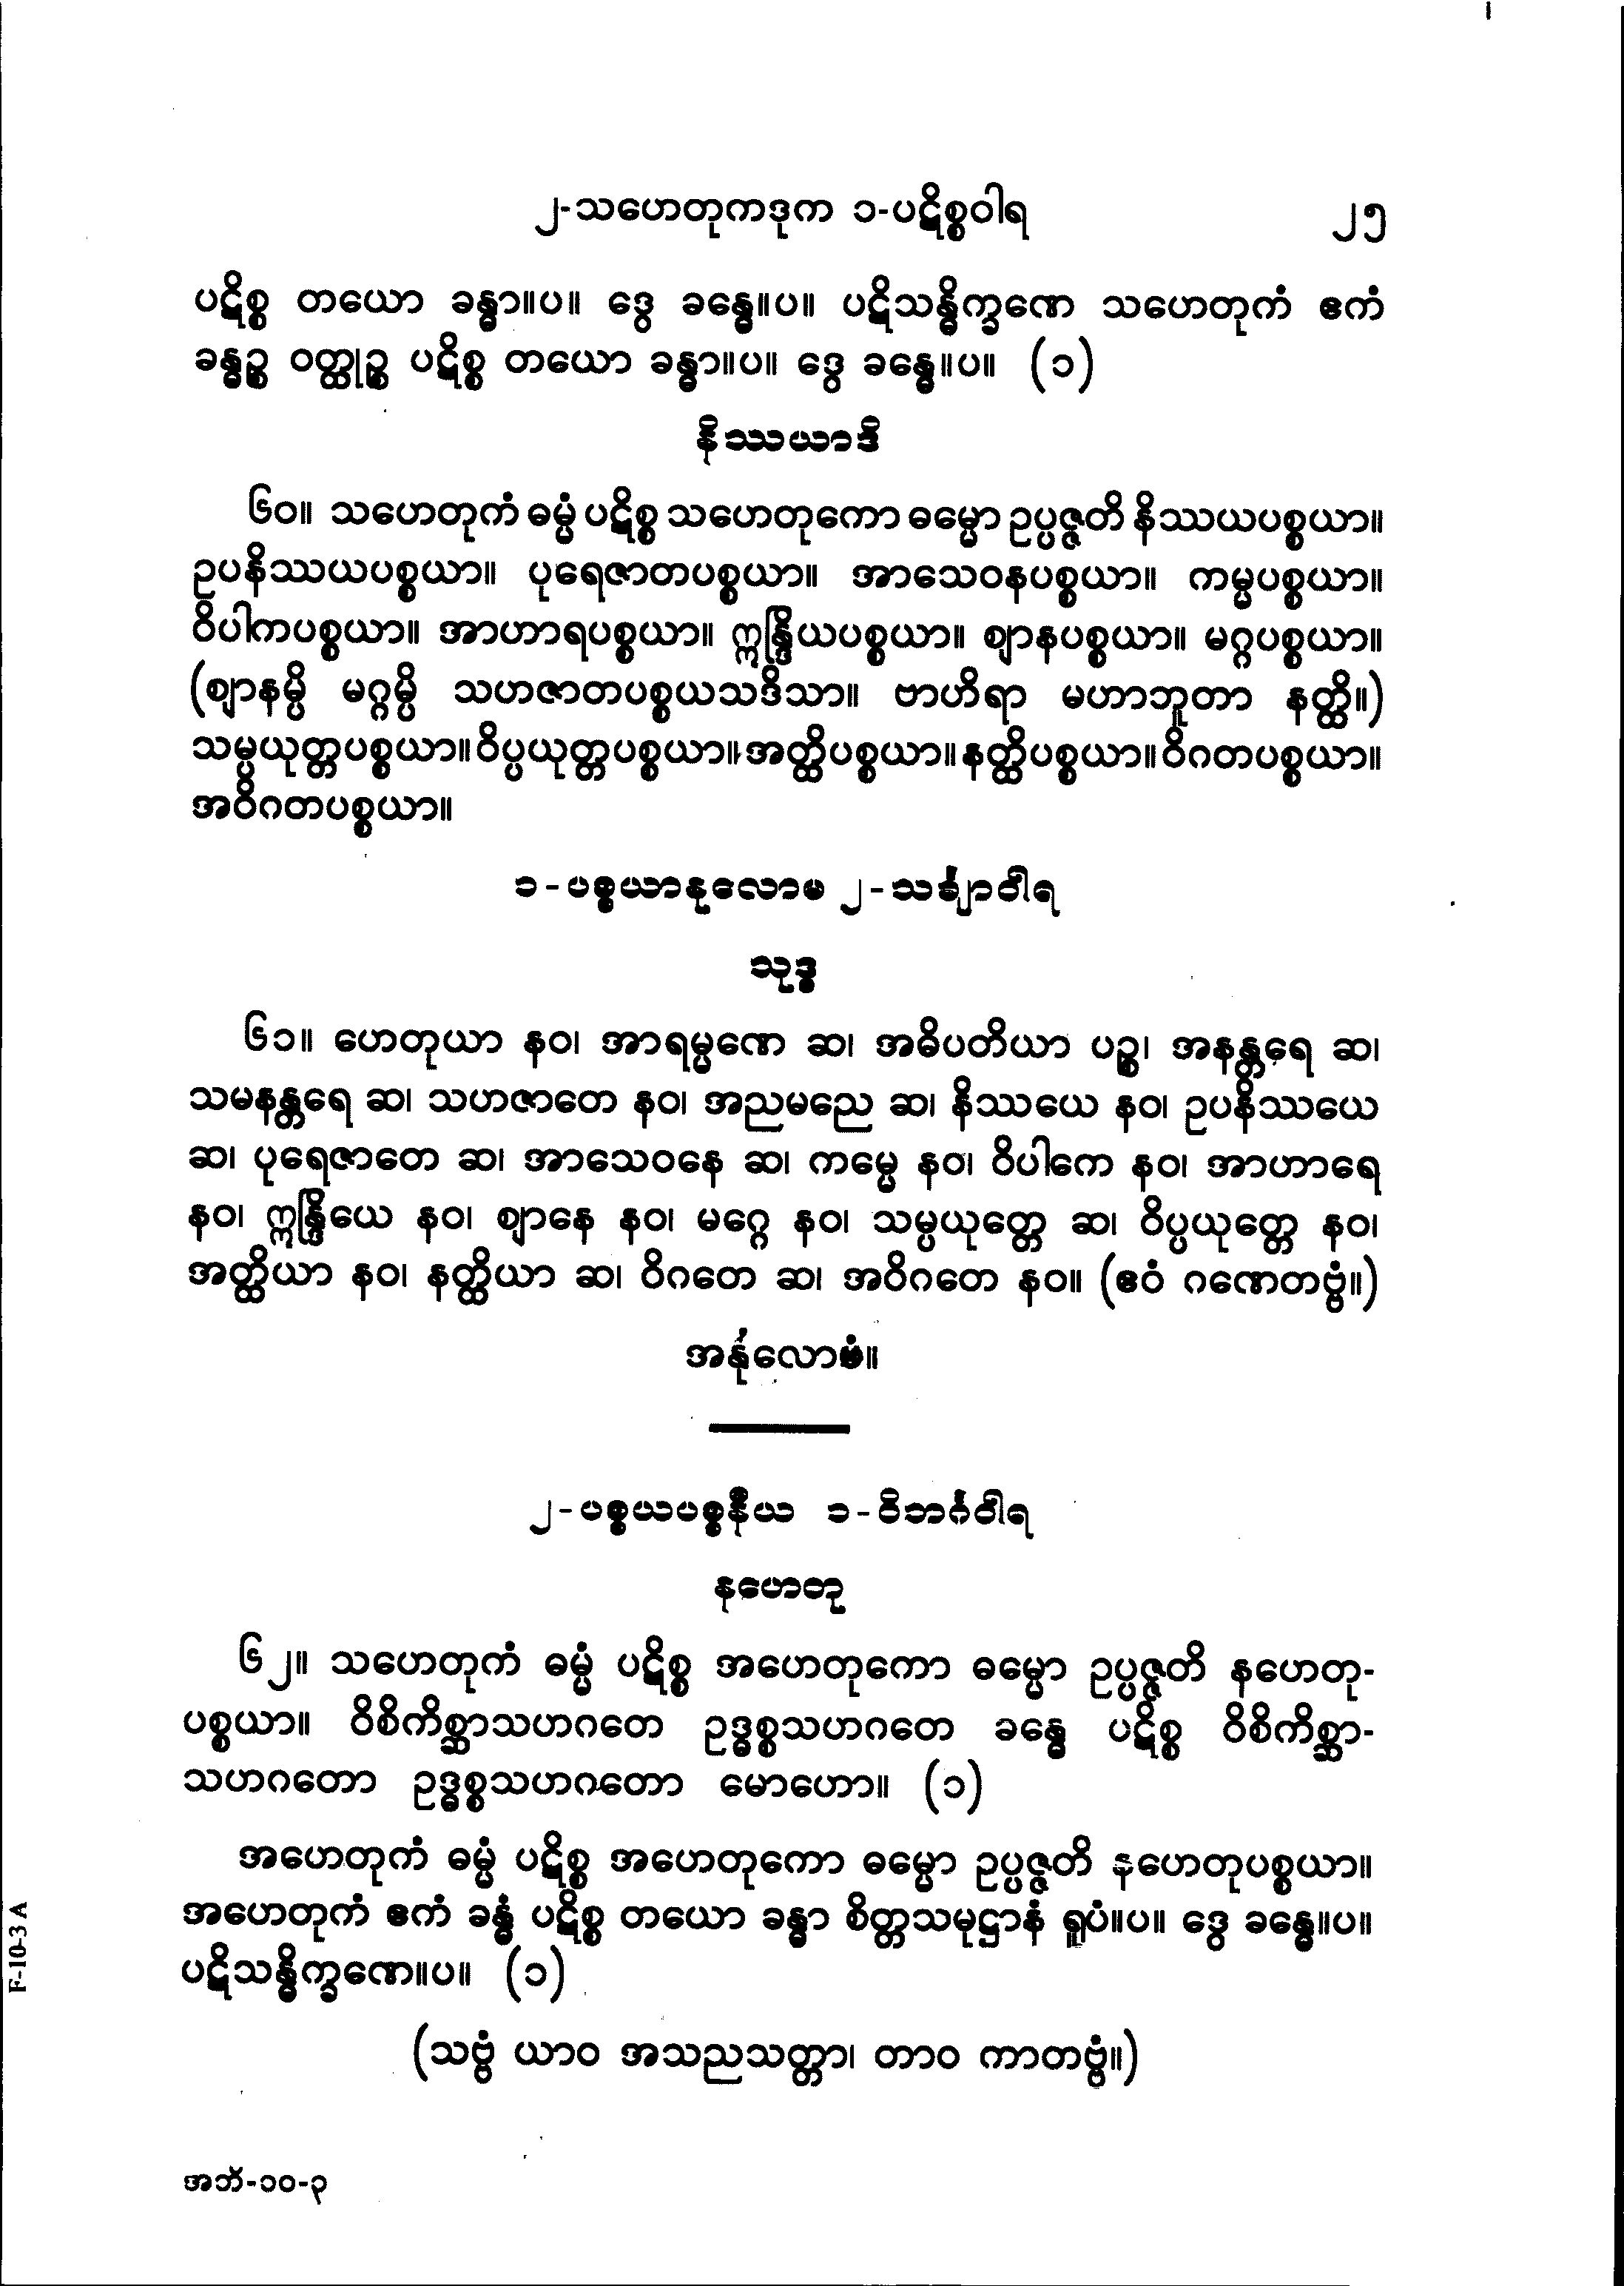 ၂-သဟေတုကဒုက ၁-ပဋိစ္စဝါရ ၂၅
ပဋိစ္စ တယော ခန္ဓာ။ပ။ ဒွေ ခန္ဓေ။ပ။ ပဋိသန္ဓိက္ခဏေ သဟေတုကံ ဧကံ
ခန္ဓဉ္စ ဝတ္ထုဉ္စ ပဋိစ္စ တယော ခန္ဓာ။ပ။ ဒွေ ခန္ဓေ။ပ။ (၁)
နိဿယာဒိ
၆၀။ သဟေတုကံ ဓမ္မံ ပဋိစ္စ သဟေတုကော ဓမ္မော ဥပ္ပဇ္ဇတိ နိဿယပစ္စယာ။
ဥပနိဿယပစ္စယာ။ ပုရေဇာတပစ္စယာ။ အာသေဝနပစ္စယာ။ ကမ္မပစ္စယာ။
ဝိပါကပစ္စယာ။ အာဟာရပစ္စယာ။ ဣန္ဒြိယပစ္စယာ။ ဈာနပစ္စယာ။ မဂ္ဂပစ္စယာ။
(ဈာနမ္ပိ မဂ္ဂမ္ပိ သဟဇာတပစ္စယသဒိသာ။ ဗာဟိရာ မဟာဘူတာ နတ္ထိ။)
သမ္ပယုတ္တပစ္စယာ။ ဝိပ္ပယုတ္တပစ္စယာ။ အတ္ထိပစ္စယာ။ နတ္ထိပစ္စယာ။ ဝိဂတပစ္စယာ။
အဝိဂတပစ္စယာ။
၁-ပစ္စယာနုလောမ ၂-သင်္ချာဝါရ
သုဒ္ဓ
၆၁။ ဟေတုယာ နဝ၊ အာရမ္မဏေ ဆ၊ အဓိပတိယာ ပဉ္စ၊ အနန္တရေ ဆ၊
သမနန္တရေ ဆ၊ သဟဇာတေ နဝ၊ အညမညေ ဆ၊ နိဿယေ နဝ၊ ဥပနိဿယေ
ဆ၊ ပုရေဇာတေ ဆ၊ အာသေဝနေ ဆ၊ ကမ္မေ နဝ၊ ဝိပါကေ နဝ၊ အာဟာရေ
နဝ၊ ဣန္ဒြိယေ နဝ၊ ဈာနေ နဝ၊ မဂ္ဂေ နဝ၊ သမ္ပယုတ္တေ ဆ၊ ဝိပ္ပယုတ္တေ နဝ၊
အတ္ထိယာ နဝ၊ နတ္ထိယာ ဆ၊ ဝိဂတေ ဆ၊ အဝိဂတေ နဝ။ (ဧဝံ ဂဏေတဗ္ဗံ။)
အနုလောမံ။
၂-ပစ္စယပစ္စနီယ ၁-ဝိဘင်္ဂဝါရ
နဟေတု
၆၂။ သဟေတုကံ ဓမ္မံ ပဋိစ္စ အဟေတုကော ဓမ္မော ဥပ္ပဇ္ဇတိ နဟေတု-
ပစ္စယာ။ ဝိစိကိစ္ဆာသဟဂတေ ဥဒ္ဓစ္စသဟဂတေ ခန္ဓေ ပဋိစ္စ ဝိစိကိစ္ဆာ-
သဟဂတော ဥဒ္ဓစ္စသဟဂတော မောဟော။ (၁)
အဟေတုကံ ဓမ္မံ ပဋိစ္စ အဟေတုကော ဓမ္မော ဥပ္ပဇ္ဇတိ နဟေတုပစ္စယာ။
အဟေတုကံ ဧကံ ခန္ဓံ ပဋိစ္စ တယော ခန္ဓာ စိတ္တသမုဋ္ဌာနံ ရူပံ။ပ။ ဒွေ ခန္ဓေ။ပ။
ပဋိသန္ဓိက္ခဏေ။ပ။ (၁)
(သဗ္ဗံ ယာဝ အသညသတ္တာ၊ တာဝ ကာတဗ္ဗံ။)
အဘိ-၁၀-၃
F-10-3 A